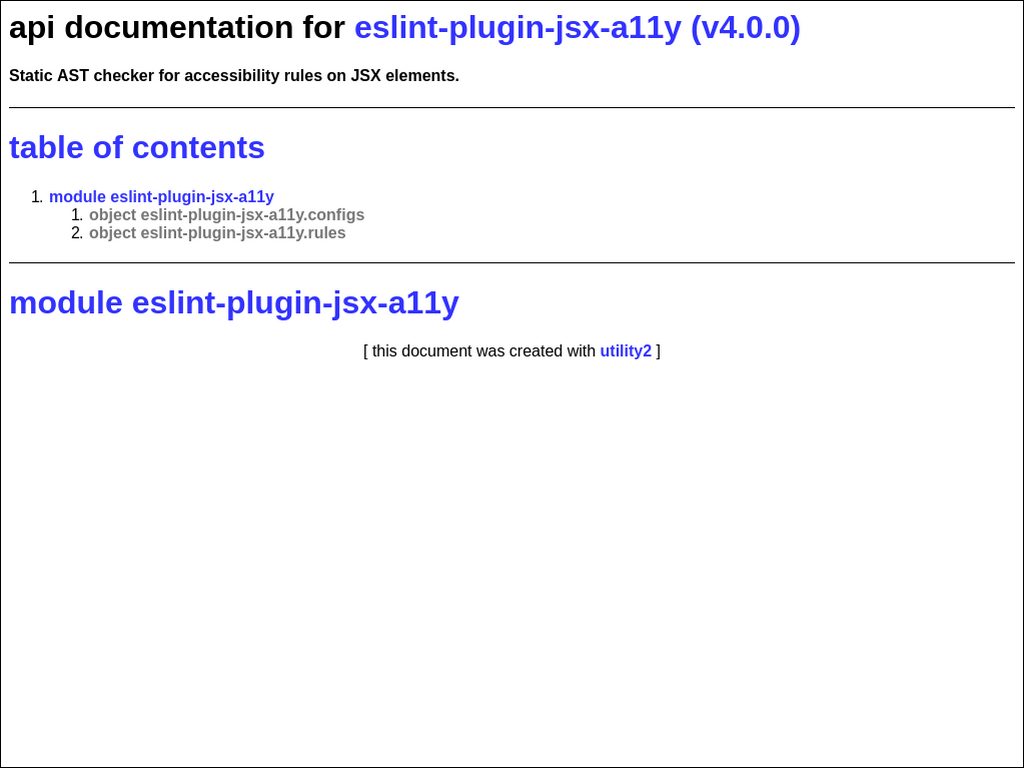 api documentation for eslint-plugin-jsx-a11y (v4.0.0)
Static AST checker for accessibility rules on JSX elements.
table of contents
1. module eslint-plugin-jsx-a11y
1. object eslint-plugin-jsx-a11y.configs
2. object eslint-plugin-jsx-a11y.rules
module eslint-plugin-jsx-a11y
[ this document was created with utility2 ]